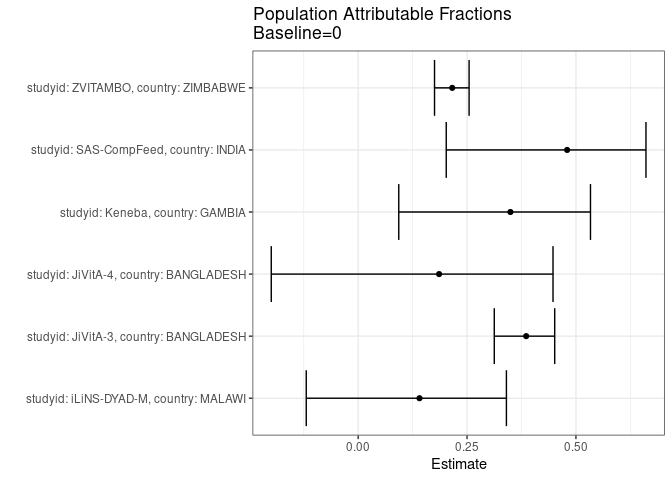 Population Attributable Fractions
Baseline=0
studyid: ZVITAMBO, country: ZIMBABWE
studyid: SAS-CompFeed, country: INDIA
studyid: Keneba, country: GAMBIA
studyid: JiVitA-4, country: BANGLADESH
studyid: JiVitA-3, country: BANGLADESH
studyid: iLiNS-DYAD-M, country: MALAWI
0.00 0.25 0.50
Estimate